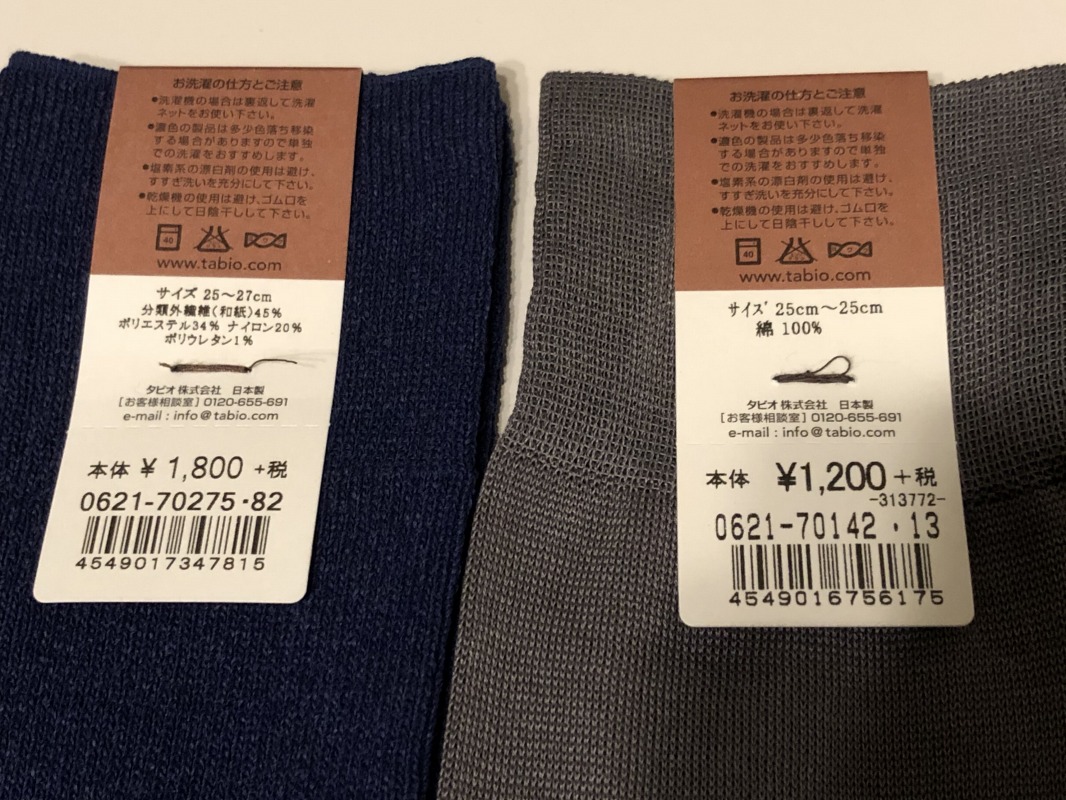 お洗濯の仕方とご注意
●洗濯機の場合は裏返して洗濯
ネットをお使い下さい。
●濃色の製品は多少色落ち移染
する場合がありますので単独
での洗濯をおすすめします。
●塩素系の漂白剤の使用は避け、
すすぎ洗いを充分にして下さい。
●乾燥機の使用は避け、ゴム口を
上にして日陰干しして下さい。
40
www.tabio.com
サイズ 25～27cm
分類外繊維(和紙)45%
ポリエステル34% ナイロン20%
ポリウレタン1%
タビオ株式会社 日本製
[お客様相談室] 0120-655-691
e-mail : info@tabio.com
本体 ¥ 1,800 +税
0621-70275・82
4549017347815
お洗濯の仕方とご注意
●洗濯機の場合は裏返して洗濯
ネットをお使い下さい。
●濃色の製品は多少色落ち移染
する場合がありますので単独
での洗濯をおすすめします。
●塩素系の漂白剤の使用は避け、
すすぎ洗いを充分にして下さい。
●乾燥機の使用は避け、ゴム口を
上にして日陰干しして下さい。
40
www.tabio.com
サイズ 25cm～25cm
綿 100%
タビオ株式会社 日本製
[お客様相談室] 0120-655-691
e-mail : info@tabio.com
本体 ¥1,200 +税
-313772-
0621-70142・13
4549016756175